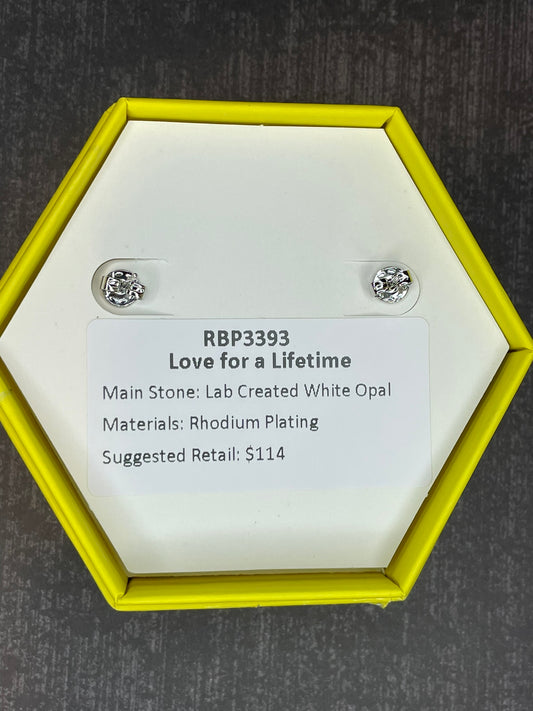 RBP3393
Love for a Lifetime
Main Stone: Lab Created White Opal
Materials: Rhodium Plating
Suggested Retail: $114